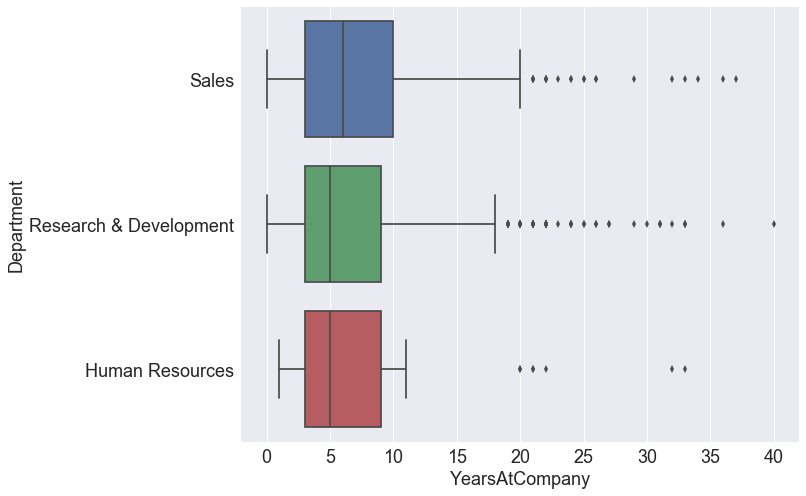 Department
Sales
Research & Development
Human Resources
0 5 10 15 20 25 30 35 40
YearsAtCompany